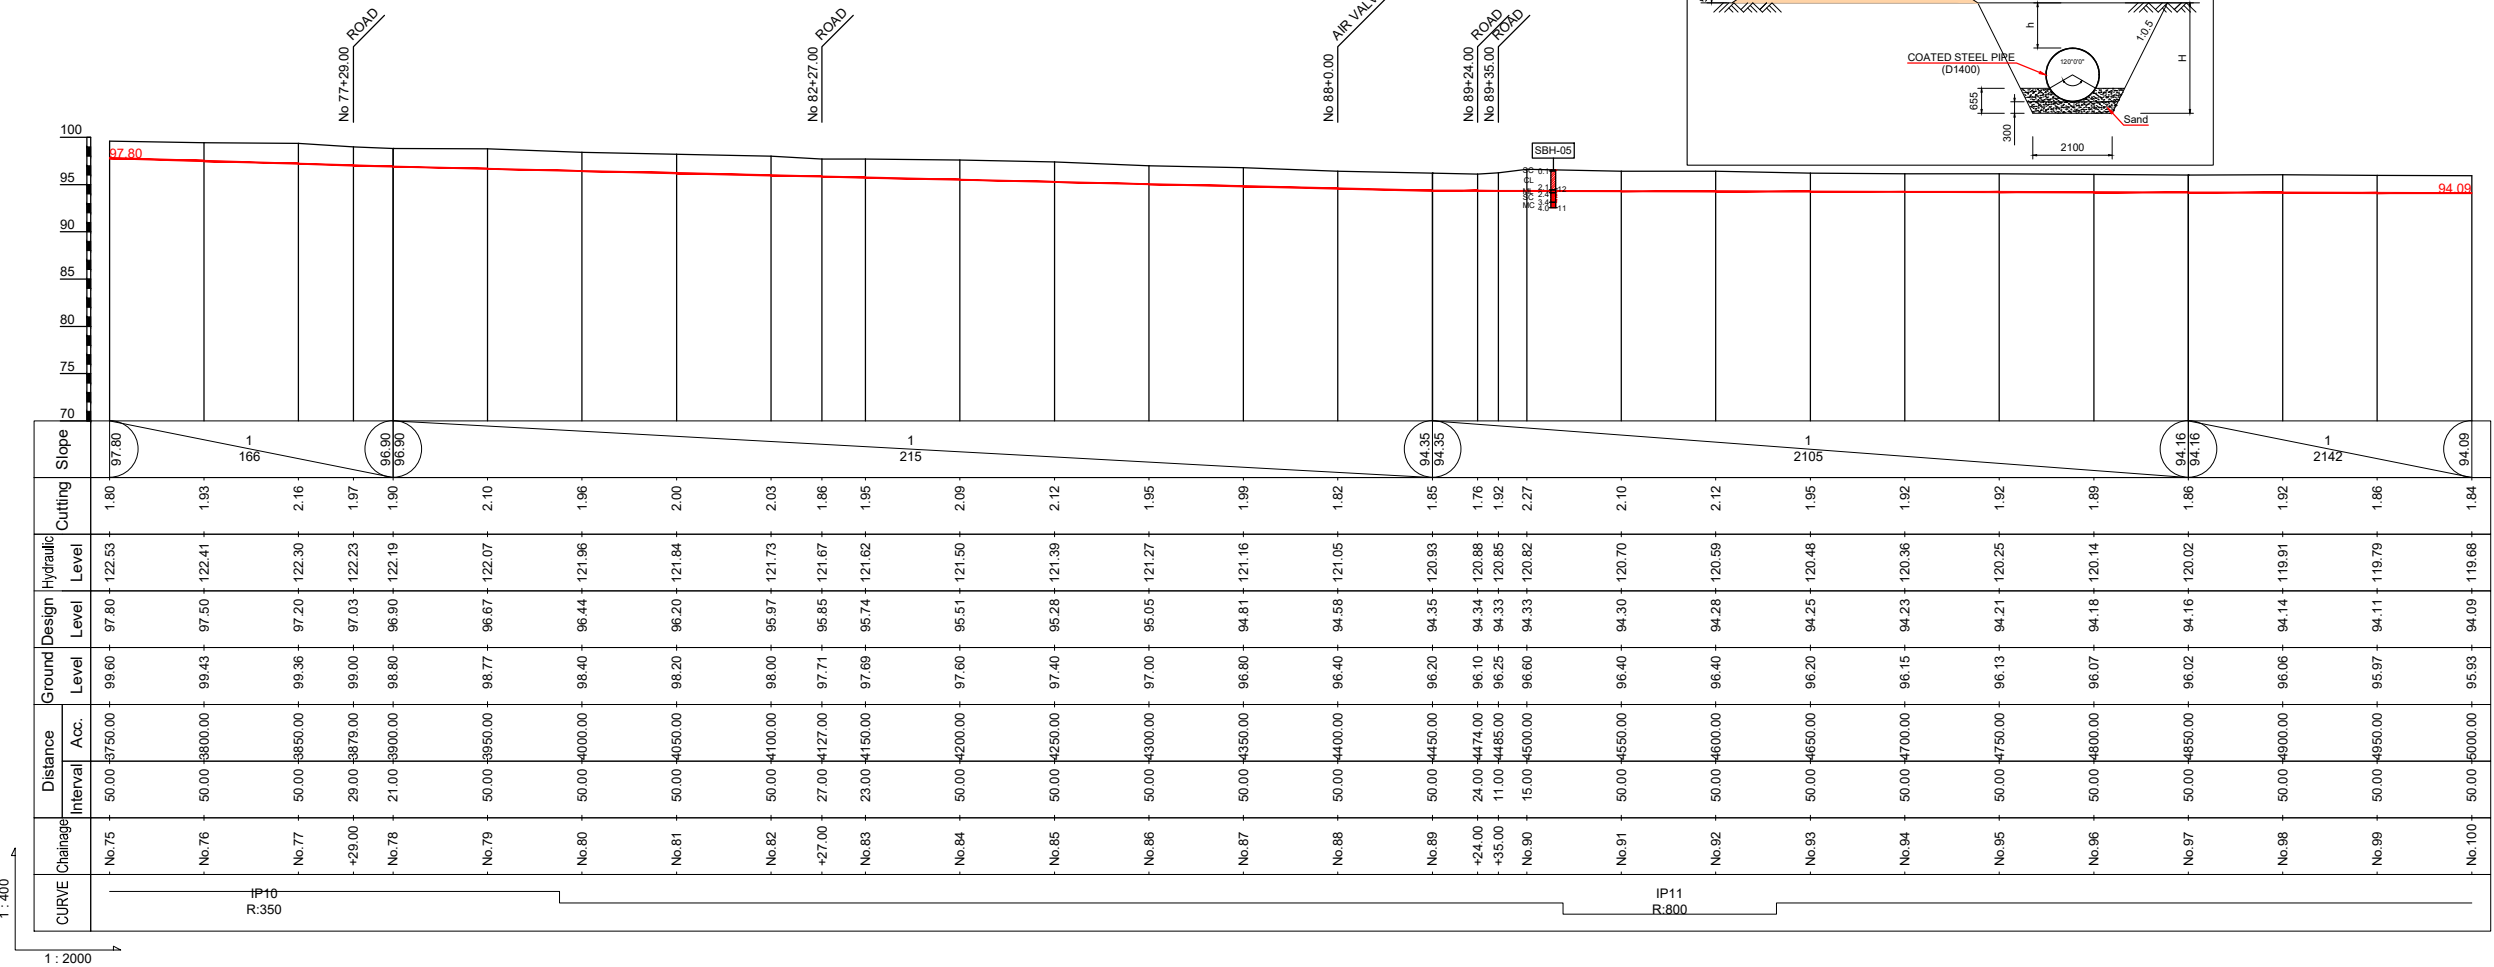 ROAD
ROAD
AIR VAL
ROAD
ROAD
No 77+29.00
No 82+27.00
No 88+0.00
No 89+24.00
No 89+35.00
h
1:0.5
H
COATED STEEL PIPE
(D1400)
120°0'0"
655
300
Sand
2100
100
95
90
85
80
75
70
97.80
94.09
SBH-05
SC 0.1
CL
2.1 12
ML 2.4
SC 3.4
MC 4.0 11
Slope
97.80
1
166
96.90
96.90
1
215
94.35
94.35
1
2105
94.16
94.16
1
2142
94.09
Cutting
1.80 1.93 2.16 1.97 1.90 2.10 1.96 2.00 2.03 1.86 1.95 2.09 2.12 1.95 1.99 1.82 1.85 1.76 1.92 2.27 2.10 2.12 1.95 1.92 1.92 1.89 1.86 1.92 1.86 1.84
Hydraulic
Level
122.53 122.41 122.30 122.23 122.19 122.07 121.96 121.84 121.73 121.67 121.62 121.50 121.39 121.27 121.16 121.05 120.93 120.88 120.85 120.82 120.70 120.59 120.48 120.36 120.25 120.14 120.02 119.91 119.79 119.68
Design
Level
97.80 97.50 97.20 97.03 96.90 96.67 96.44 96.20 95.97 95.85 95.74 95.51 95.28 95.05 94.81 94.58 94.35 94.34 94.33 94.33 94.30 94.28 94.25 94.23 94.21 94.18 94.16 94.14 94.11 94.09
Ground
Level
99.60 99.43 99.36 99.00 98.80 98.77 98.40 98.20 98.00 97.71 97.69 97.60 97.40 97.00 96.80 96.40 96.20 96.10 96.25 96.60 96.40 96.40 96.20 96.15 96.13 96.07 96.02 96.06 95.97 95.93
Distance
Acc.
3750.00 3800.00 3850.00 3879.00 3900.00 3950.00 4000.00 4050.00 4100.00 4127.00 4150.00 4200.00 4250.00 4300.00 4350.00 4400.00 4450.00 4474.00 4485.00 4500.00 4550.00 4600.00 4650.00 4700.00 4750.00 4800.00 4850.00 4900.00 4950.00 5000.00
Interval
50.00 50.00 50.00 29.00 21.00 50.00 50.00 50.00 50.00 27.00 23.00 50.00 50.00 50.00 50.00 50.00 50.00 24.00 11.00 15.00 50.00 50.00 50.00 50.00 50.00 50.00 50.00 50.00 50.00 50.00
Chainage
No.75 No.76 No.77 +29.00 No.78 No.79 No.80 No.81 No.82 +27.00 No.83 No.84 No.85 No.86 No.87 No.88 No.89 +24.00 +35.00 No.90 No.91 No.92 No.93 No.94 No.95 No.96 No.97 No.98 No.99 No.100
CURVE
IP10
R:350
IP11
R:800
1 : 400
1 : 2000